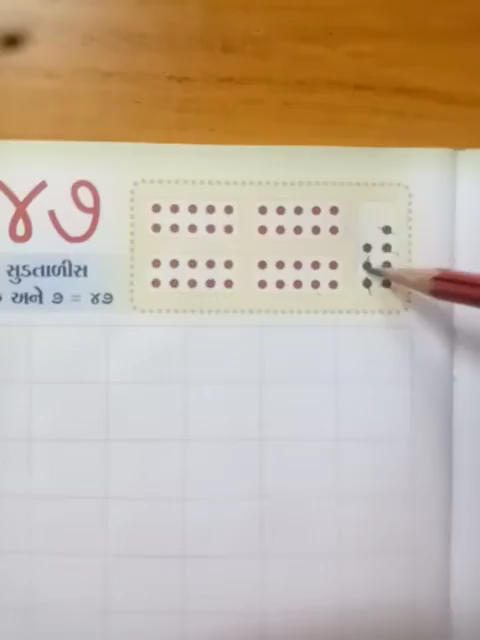 ૪૭
સુડતાળીસ
અને ૭ = ૪૭